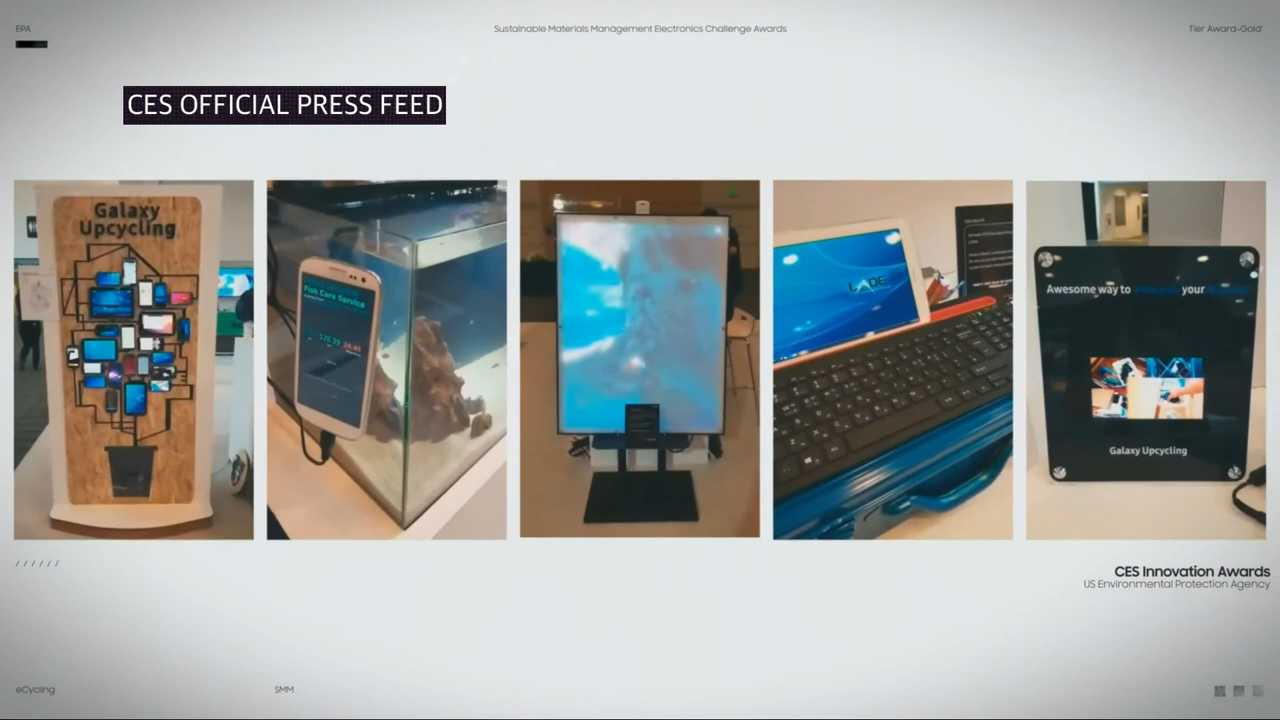 EPA
Sustainable Materials Management Electronics Challenge Awards
Tier Award-Gold'
CES OFFICIAL PRESS FEED
Galaxy
Upcycling
Fish Care Service
Awesome way to your
Galaxy Upcycling
//////
CES Innovation Awards
US Environmental Protection Agency
eCycling
SMM